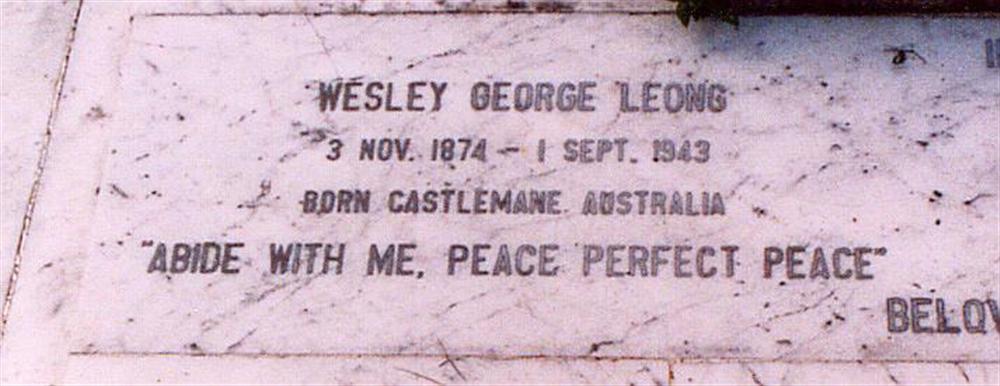 WESLEY GEORGE LEONG
3 NOV. 1874 - 1 SEPT. 1943
BORN CASTLEMANE AUSTRALIA
"ABIDE WITH ME, PEACE PERFECT PEACE"